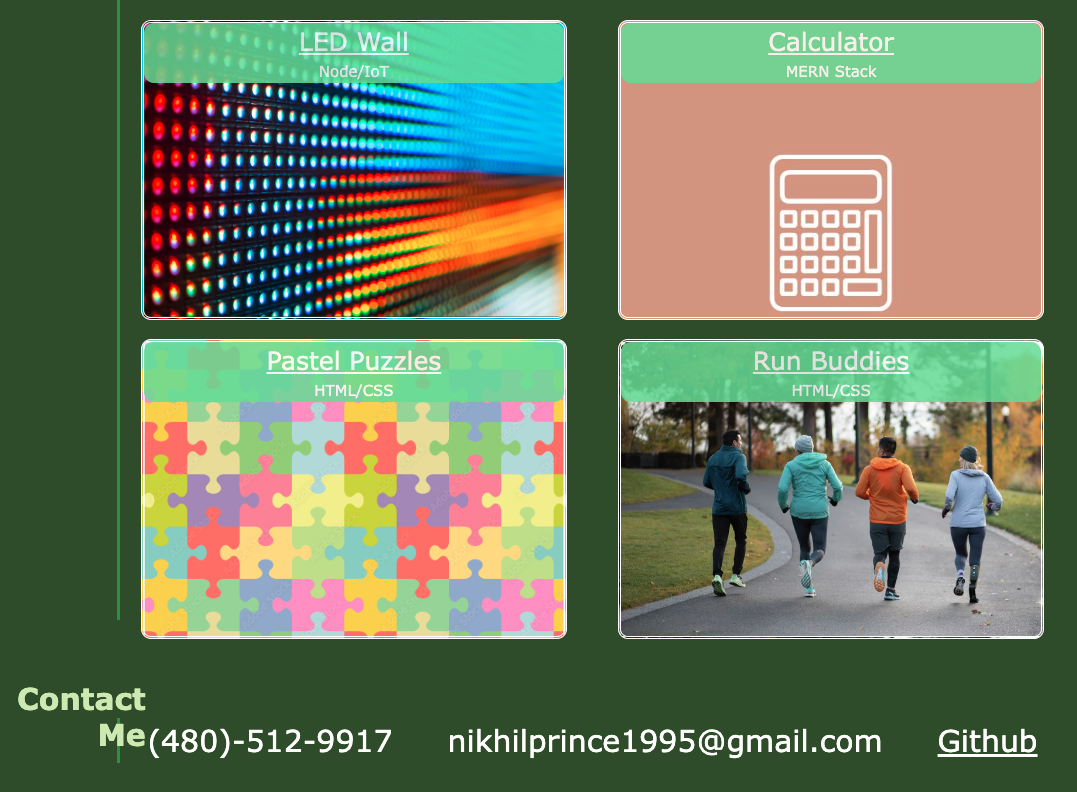 LED Wall
Node/IoT
Calculator
MERN Stack
Pastel Puzzles
HTML/CSS
Run Buddies
HTML/CSS
Contact
Me
(480)-512-9917
nikhilprince1995@gmail.com
Github